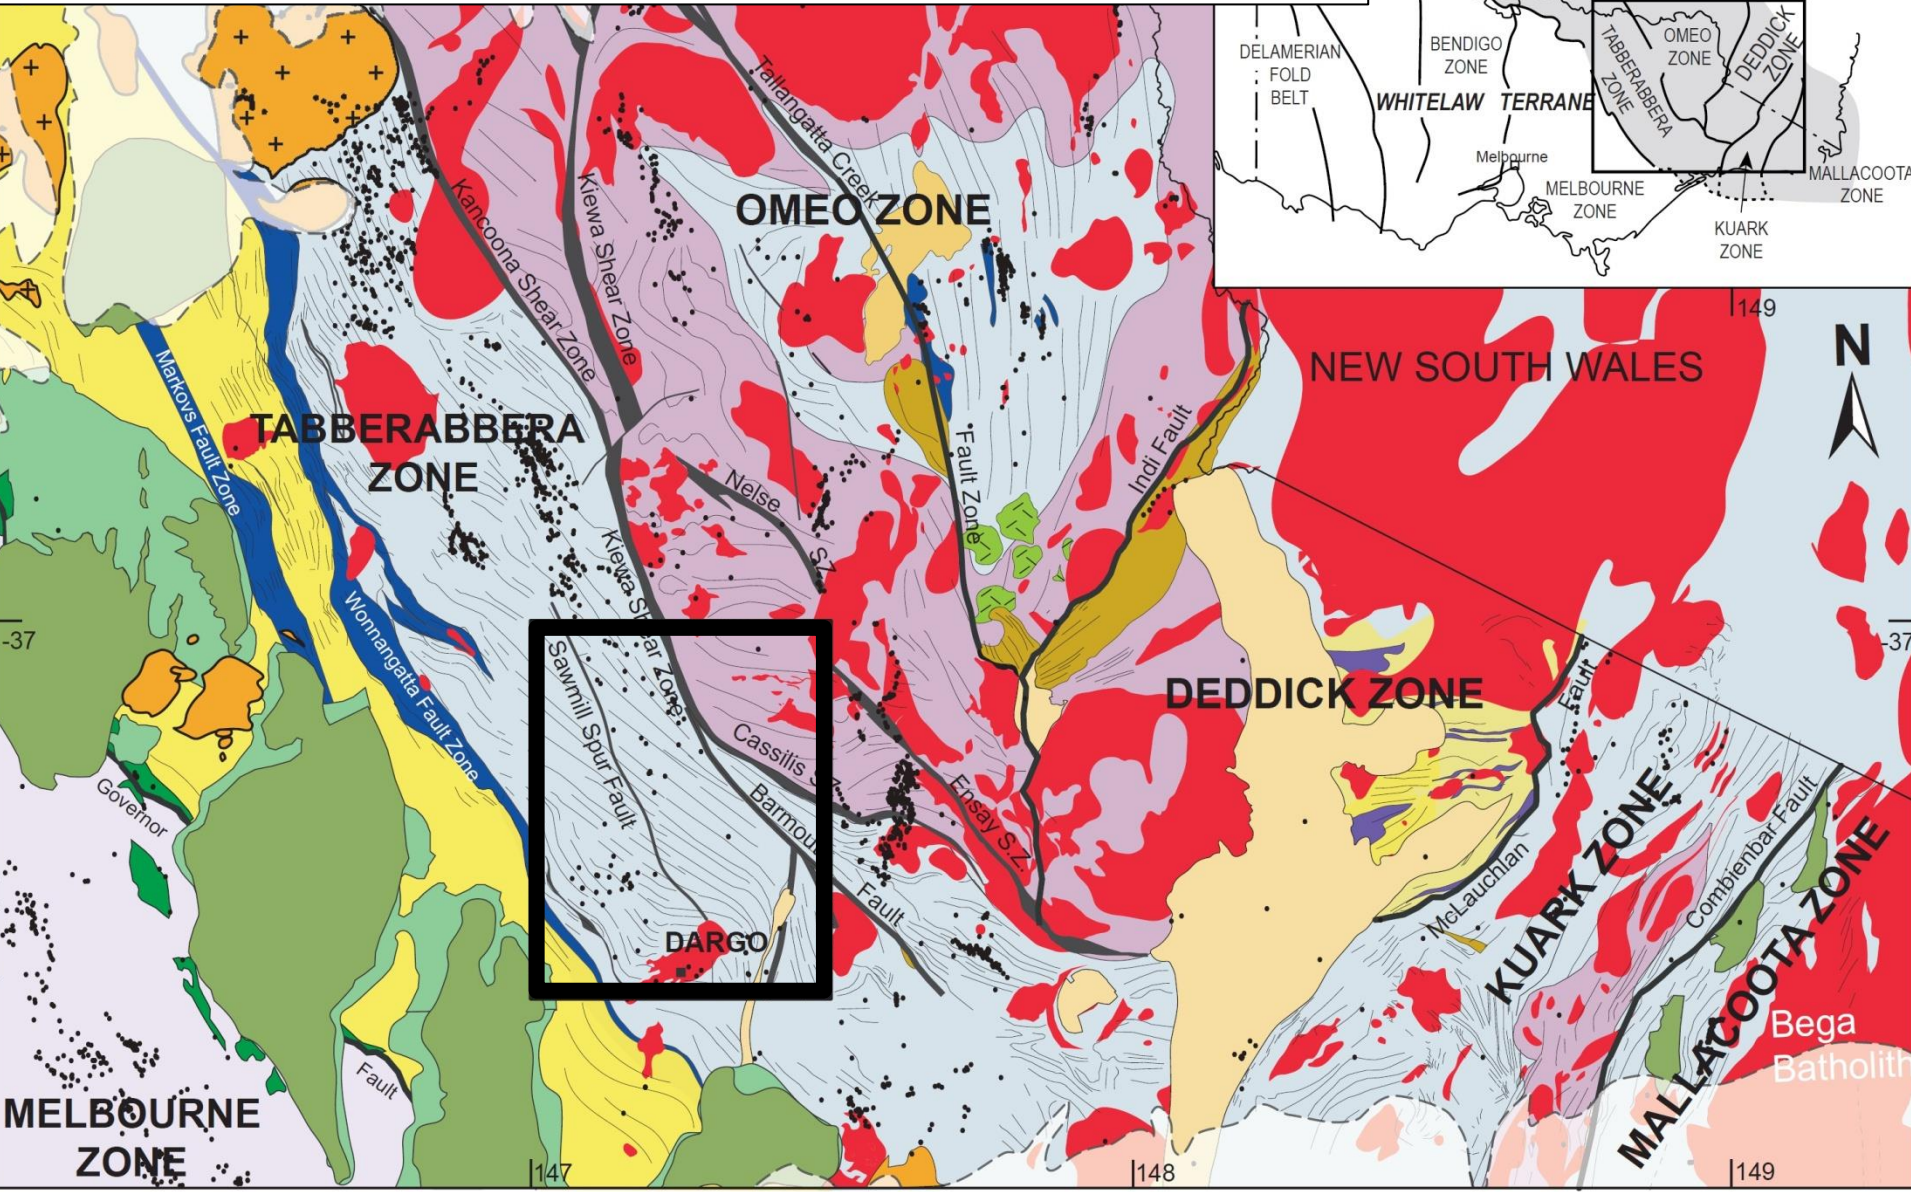 DELAMERIAN
FOLD
BELT
BENDIGO
ZONE
WHITELAW TERRANE
TABBERABBERA
ZONE
OMEO
ZONE
DEDDICK
ZONE
Melbourne
MELBOURNE
ZONE
KUARK
ZONE
MALLACOOTA
ZONE
149
N
NEW SOUTH WALES
Tallangatta Creek
Fault Zone
OMEO ZONE
Kancoona Shear Zone
Kiewa Shear Zone
Markovs Fault Zone
TABBERABBERA
ZONE
Nelse
S.Z.
Indi Fault
Kiewa Shear Zone
Wonnangatta Fault Zone
-37
-37
Sawmill Spur Fault
DEDDICK ZONE
Fault
Cassilis S.Z.
Barmouth
Ensay S.Z.
Governor
Fault
McLauchlan
KUARK ZONE
Combienbar Fault
MALLACOOTA ZONE
DARGO
Bega
Batholith
Fault
MELBOURNE
ZONE
147
148
149